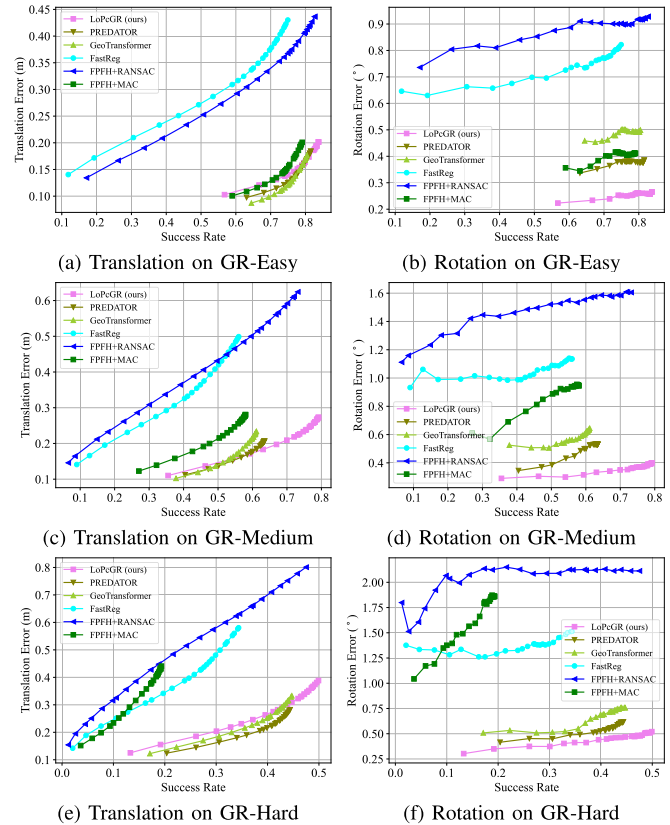 0.45
0.40
0.35
0.30
0.25
0.20
0.15
0.10
Translation Error (m)
LoPcGR (ours)
PREDATOR
GeoTransformer
FastReg
FPFH+RANSAC
FPFH+MAC
0.1 0.2 0.3 0.4 0.5 0.6 0.7 0.8 0.9
Success Rate
(a) Translation on GR-Easy
0.9
0.8
0.7
0.6
0.5
0.4
0.3
0.2
Rotation Error (°)
LoPcGR (ours)
PREDATOR
GeoTransformer
FastReg
FPFH+RANSAC
FPFH+MAC
0.1 0.2 0.3 0.4 0.5 0.6 0.7 0.8
Success Rate
(b) Rotation on GR-Easy
0.6
0.5
0.4
0.3
0.2
0.1
Translation Error (m)
LoPcGR (ours)
PREDATOR
GeoTransformer
FastReg
FPFH+RANSAC
FPFH+MAC
0.1 0.2 0.3 0.4 0.5 0.6 0.7 0.8
Success Rate
(c) Translation on GR-Medium
1.6
1.4
1.2
1.0
0.8
0.6
0.4
Rotation Error (°)
LoPcGR (ours)
PREDATOR
GeoTransformer
FastReg
FPFH+RANSAC
FPFH+MAC
0.1 0.2 0.3 0.4 0.5 0.6 0.7 0.8
Success Rate
(d) Rotation on GR-Medium
0.8
0.7
0.6
0.5
0.4
0.3
0.2
0.1
Translation Error (m)
LoPcGR (ours)
PREDATOR
GeoTransformer
FastReg
FPFH+RANSAC
FPFH+MAC
0.0 0.1 0.2 0.3 0.4 0.5
Success Rate
(e) Translation on GR-Hard
2.00
1.75
1.50
1.25
1.00
0.75
0.50
0.25
Rotation Error (°)
LoPcGR (ours)
PREDATOR
GeoTransformer
FastReg
FPFH+RANSAC
FPFH+MAC
0.0 0.1 0.2 0.3 0.4 0.5
Success Rate
(f) Rotation on GR-Hard